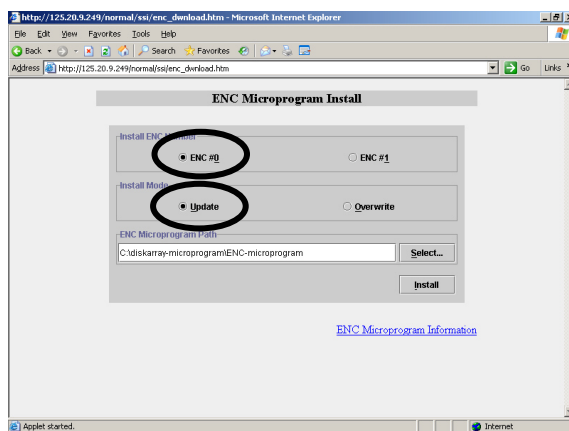 http://125.20.9.249/normal/ssi/enc_dwnload.htm - Microsoft Internet Explorer
File Edit View Favorites Tools Help
Back Search Favorites
Address http://125.20.9.249/normal/ssi/enc_dwnload.htm Go Links
ENC Microprogram Install
Install ENC Number
ENC #0 ENC #1
Install Mode
Update Overwrite
ENC Microprogram Path
C:\diskarray-microprogram\ENC-microprogram Select...
Install
ENC Microprogram Information
Applet started. Internet